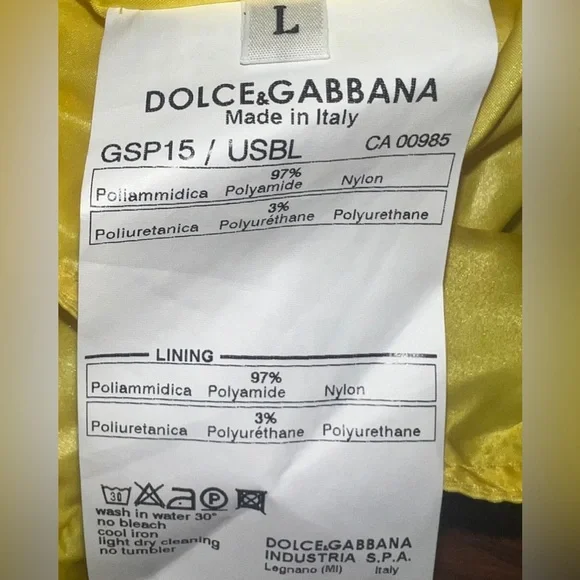 L
DOLCE&GABBANA
Made in Italy
GSP15 / USBL CA 00985
97%
Poliammidica Polyamide Nylon
3%
Poliuretanica Polyuréthane Polyurethane
LINING
97%
Poliammidica Polyamide Nylon
3%
Poliuretanica Polyuréthane Polyurethane
30 A P
wash in water 30°
no bleach
cool iron
light dry cleaning
no tumbler
DOLCE&GABBANA
INDUSTRIA S.P.A.
Legnano (MI) Italy